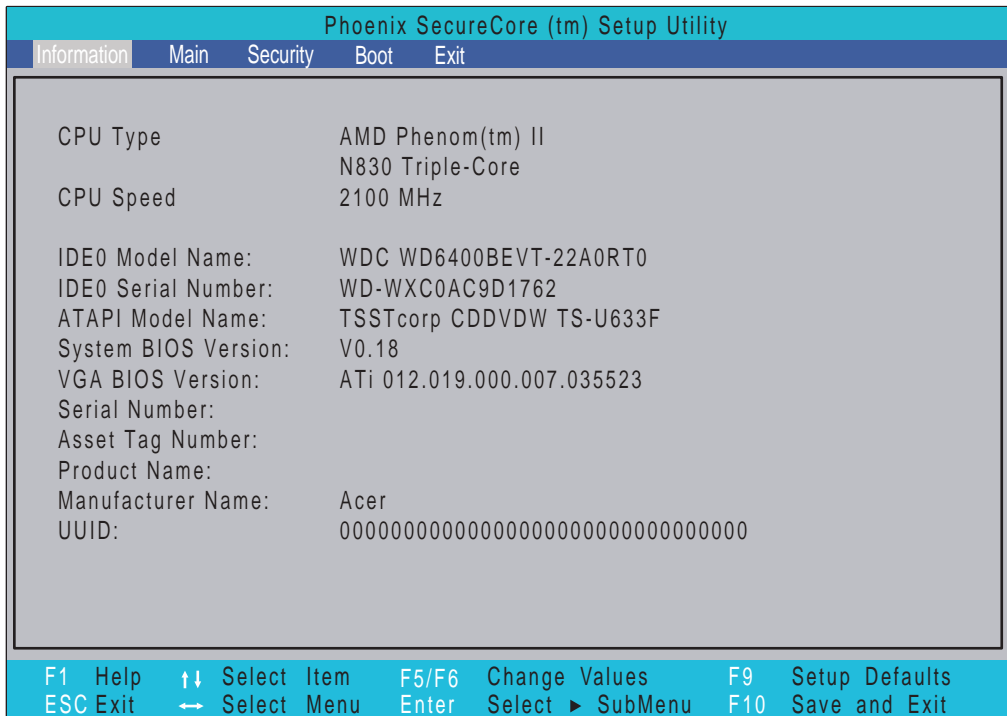 Phoenix SecureCore (tm) Setup Utility
Information Main Security Boot Exit
CPU Type AMD Phenom(tm) II
N830 Triple-Core
CPU Speed 2100 MHz
IDE0 Model Name: WDC WD6400BEVT-22A0RT0
IDE0 Serial Number: WD-WXC0AC9D1762
ATAPI Model Name: TSSTcorp CDDVDW TS-U633F
System BIOS Version: V0.18
VGA BIOS Version: ATi 012.019.000.007.035523
Serial Number:
Asset Tag Number:
Product Name:
Manufacturer Name: Acer
UUID: 00000000000000000000000000000000
F1 Help ↑↓ Select Item F5/F6 Change Values F9 Setup Defaults
ESC Exit ↔ Select Menu Enter Select ► SubMenu F10 Save and Exit